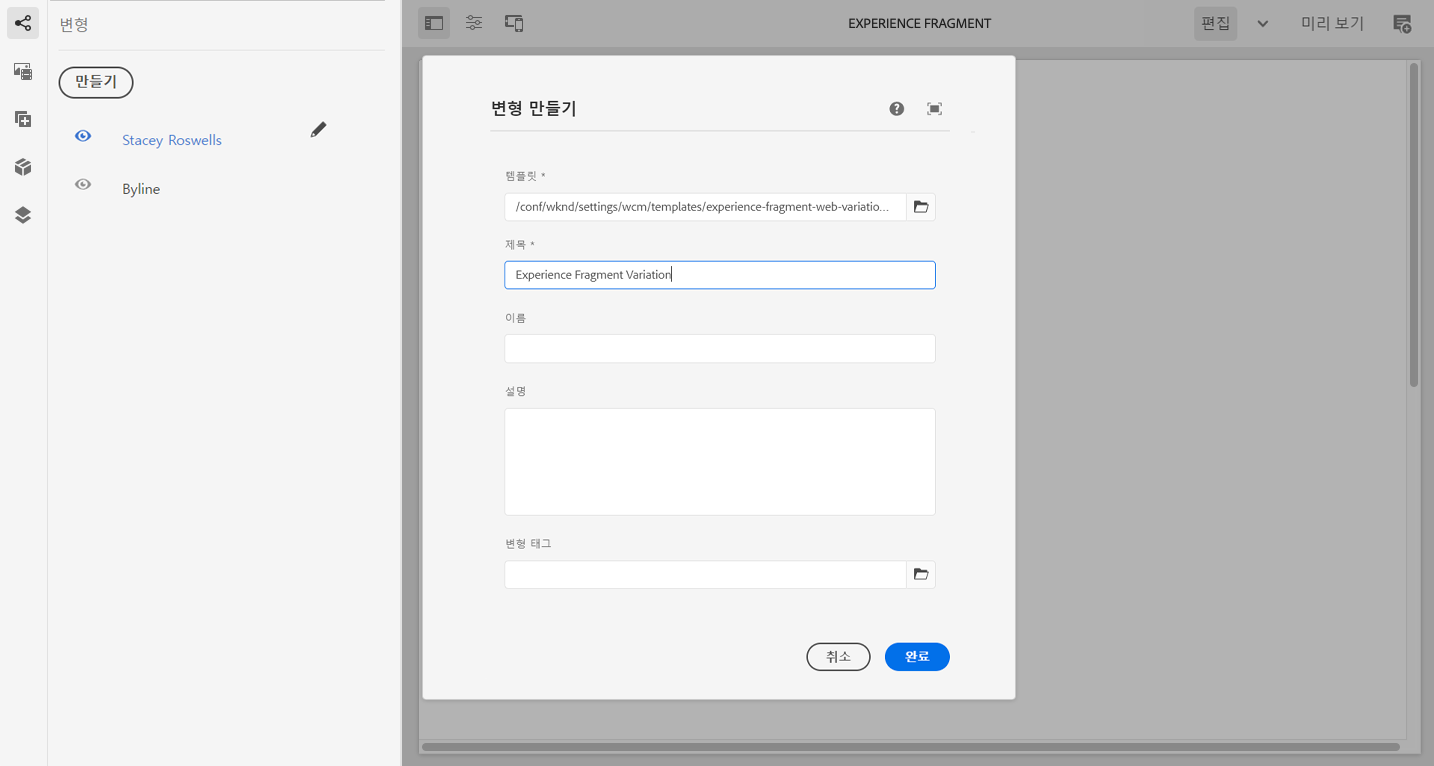 변형
만들기
Stacey Roswells
Byline
EXPERIENCE FRAGMENT
편집
미리 보기
변형 만들기
템플릿 *
/conf/wknd/settings/wcm/templates/experience-fragment-web-variatio...
제목 *
Experience Fragment Variation
이름
설명
변형 태그
취소
완료